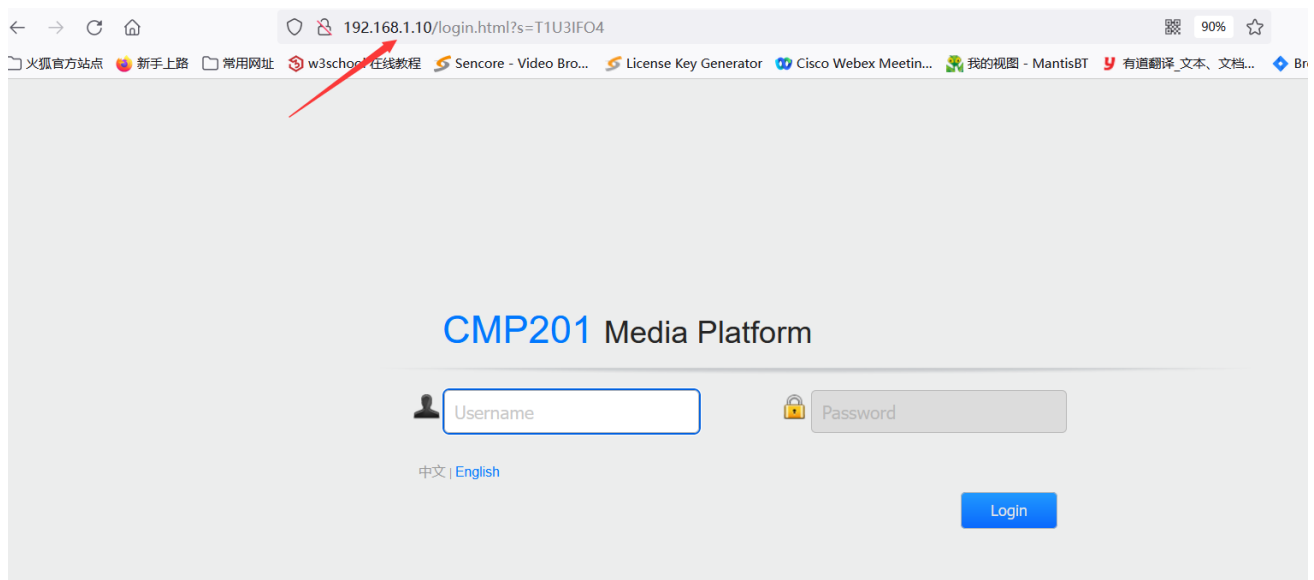 192.168.1.10/login.html?s=T1U3IFO4 90%
火狐官方站点 新手上路 常用网址 w3school 在线教程 Sencore - Video Bro... License Key Generator Cisco Webex Meetin... 我的视图 - MantisBT 有道翻译_文本、文档... Br
CMP201 Media Platform
Username Password
中文 | English
Login